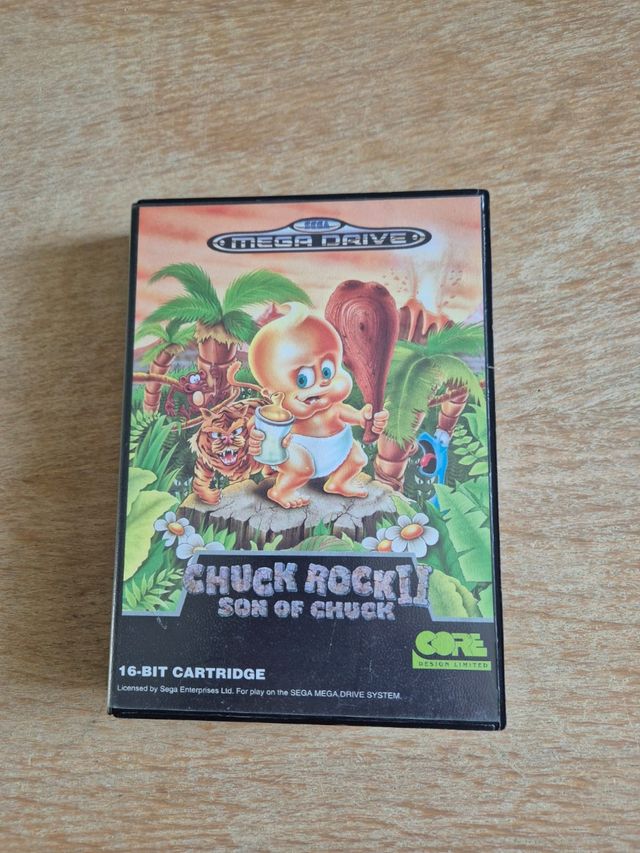 SEGA
MEGA DRIVE
CHUCK ROCK II
SON OF CHUCK
CORE
DESIGN LIMITED
16-BIT CARTRIDGE
Licensed by Sega Enterprises Ltd. For play on the SEGA MEGA DRIVE SYSTEM.